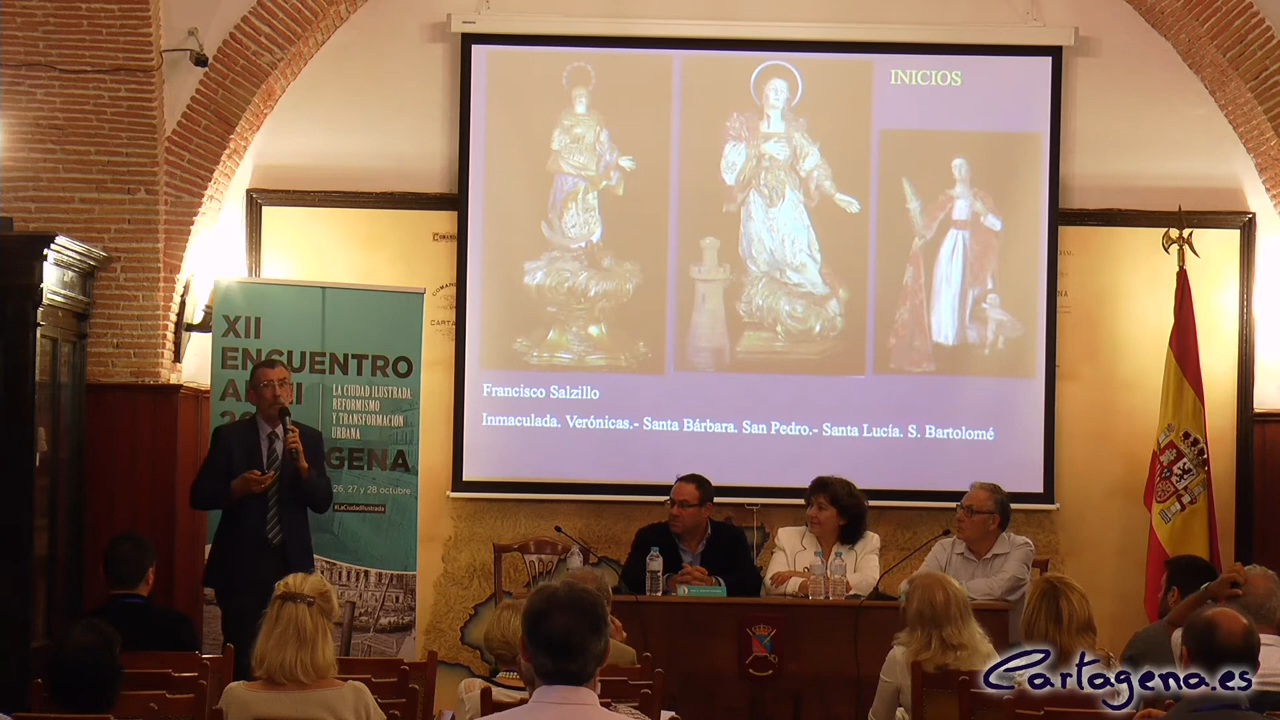 INICIOS
Francisco Salzillo
Inmaculada. Verónicas.- Santa Bárbara. San Pedro.- Santa Lucía. S. Bartolomé
XII
ENCUENTRO
LA CIUDAD ILUSTRADA:
REFORMISMO
Y TRANSFORMACIÓN
URBANA
GENA
26, 27 y 28 octubre
#LaCiudadIlustrada
Cartagena.es